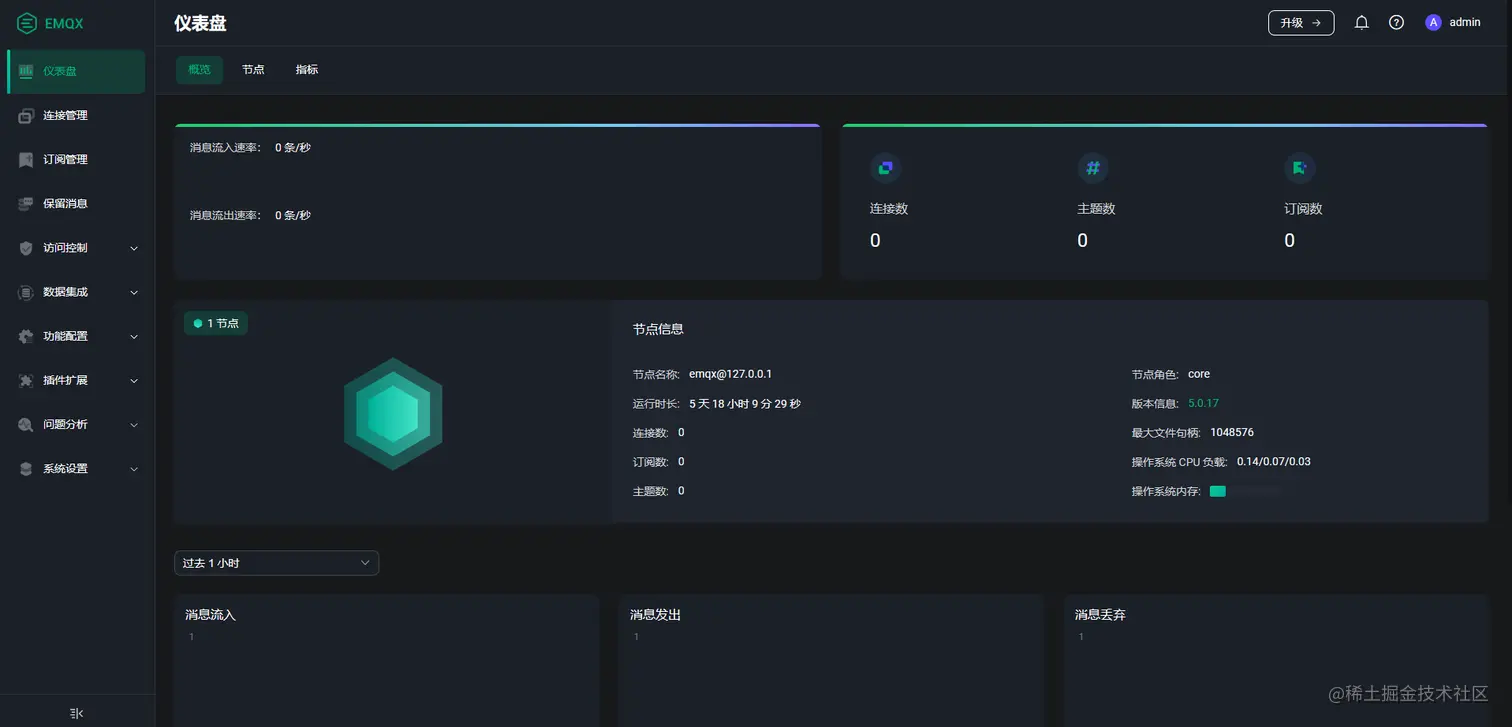 EMQX
仪表盘
连接管理
订阅管理
保留消息
访问控制
数据集成
功能配置
插件扩展
问题分析
系统设置
仪表盘
升级 →
A admin
概览 节点 指标
消息流入速率: 0 条/秒
消息流出速率: 0 条/秒
连接数 主题数 订阅数
0 0 0
1 节点
节点信息
节点名称: emqx@127.0.0.1
运行时长: 5 天 18 小时 9 分 29 秒
连接数: 0
订阅数: 0
主题数: 0
节点角色: core
版本信息: 5.0.17
最大文件句柄: 1048576
操作系统 CPU 负载: 0.14/0.07/0.03
操作系统内存:
过去 1 小时
消息流入
1
消息发出
1
消息丢弃
1
@稀土掘金技术社区